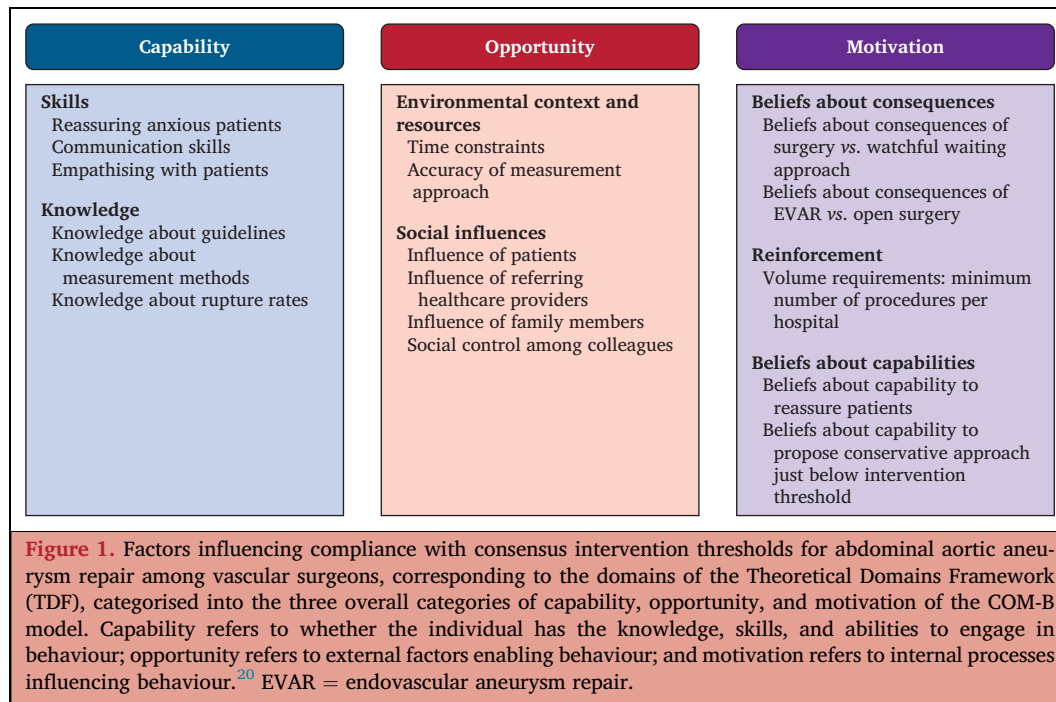 Capability
Skills
Reassuring anxious patients
Communication skills
Empathising with patients
Knowledge
Knowledge about guidelines
Knowledge about
measurement methods
Knowledge about rupture rates
Opportunity
Environmental context and
resources
Time constraints
Accuracy of measurement
approach
Social influences
Influence of patients
Influence of referring
healthcare providers
Influence of family members
Social control among colleagues
Motivation
Beliefs about consequences
Beliefs about consequences of
surgery vs. watchful waiting
approach
Beliefs about consequences of
EVAR vs. open surgery
Reinforcement
Volume requirements: minimum
number of procedures per
hospital
Beliefs about capabilities
Beliefs about capability to
reassure patients
Beliefs about capability to
propose conservative approach
just below intervention
threshold
Figure 1. Factors influencing compliance with consensus intervention thresholds for abdominal aortic aneu-
rysm repair among vascular surgeons, corresponding to the domains of the Theoretical Domains Framework
(TDF), categorised into the three overall categories of capability, opportunity, and motivation of the COM-B
model. Capability refers to whether the individual has the knowledge, skills, and abilities to engage in
behaviour; opportunity refers to external factors enabling behaviour; and motivation refers to internal processes
influencing behaviour.20 EVAR = endovascular aneurysm repair.